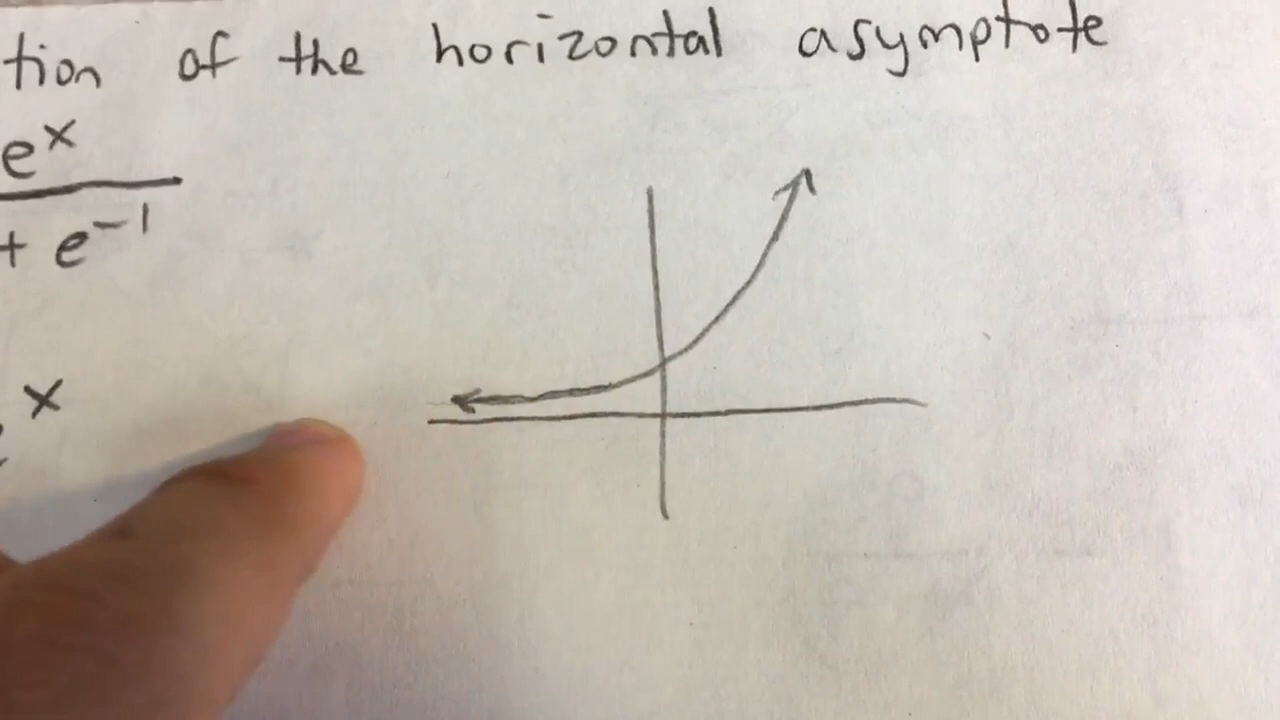 tion of the horizontal asymptote
e^x
+ e^-1
x